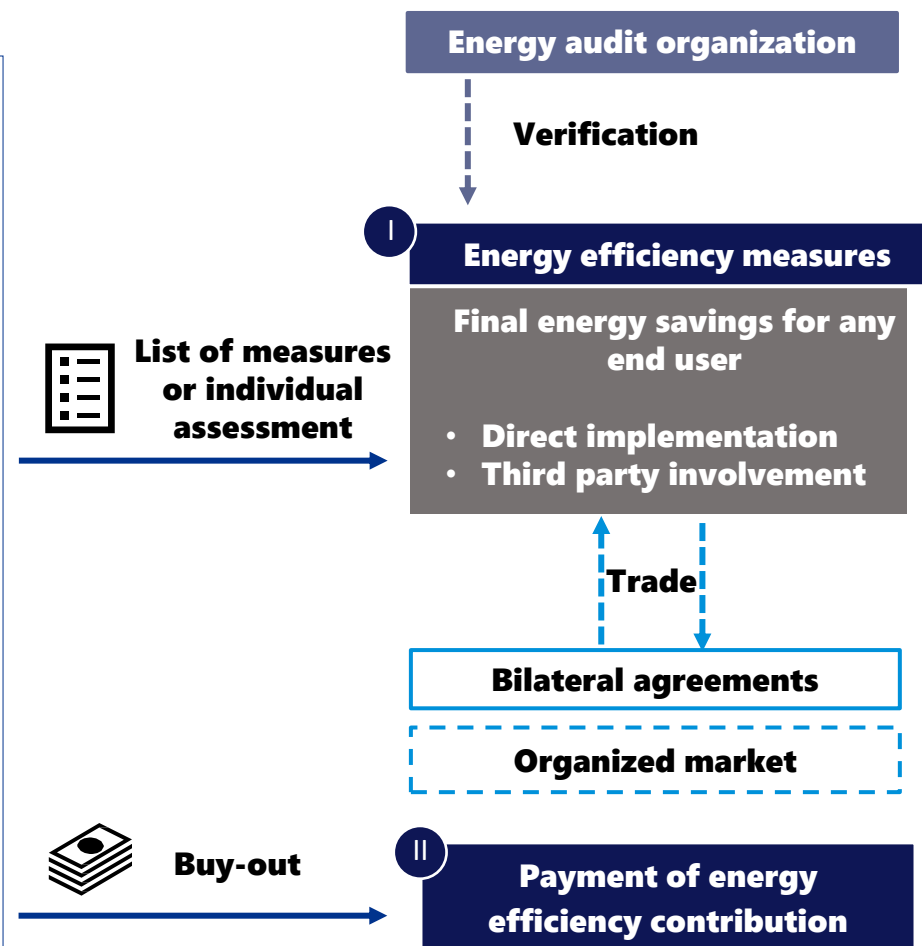 Energy audit organization
Verification
I
Energy efficiency measures
Final energy savings for any
end user
• Direct implementation
• Third party involvement
List of measures
or individual
assessment
Trade
Bilateral agreements
Organized market
Buy-out
II
Payment of energy
efficiency contribution